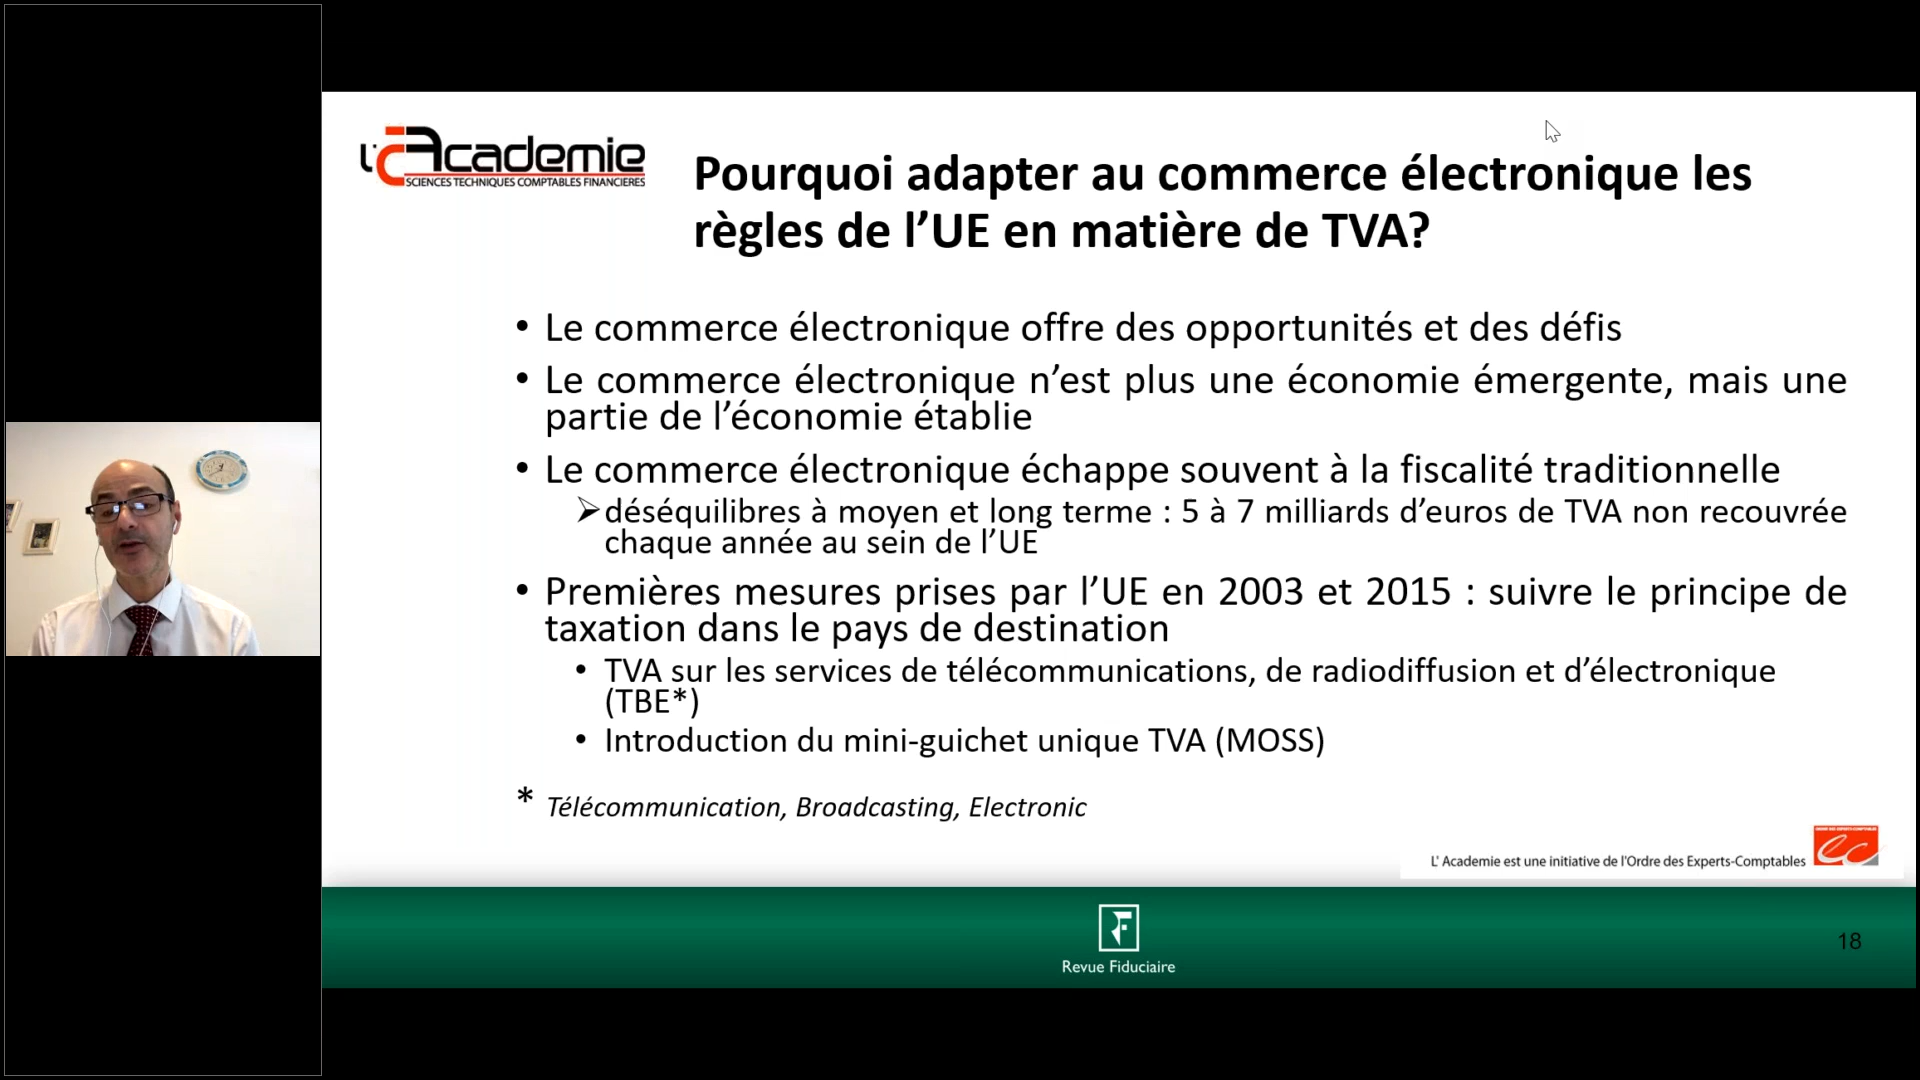 L'Academie
SCIENCES TECHNIQUES COMPTABLES FINANCIERES
Pourquoi adapter au commerce électronique les
règles de l’UE en matière de TVA?
• Le commerce électronique offre des opportunités et des défis
• Le commerce électronique n’est plus une économie émergente, mais une
partie de l’économie établie
• Le commerce électronique échappe souvent à la fiscalité traditionnelle
➢déséquilibres à moyen et long terme : 5 à 7 milliards d’euros de TVA non recouvrée
chaque année au sein de l’UE
• Premières mesures prises par l’UE en 2003 et 2015 : suivre le principe de
taxation dans le pays de destination
• TVA sur les services de télécommunications, de radiodiffusion et d’électronique
(TBE*)
• Introduction du mini-guichet unique TVA (MOSS)
* Télécommunication, Broadcasting, Electronic
ORDRE DES EXPERTS-COMPTABLES
ec
L' Academie est une initiative de l'Ordre des Experts-Comptables
RF
Revue Fiduciaire
18